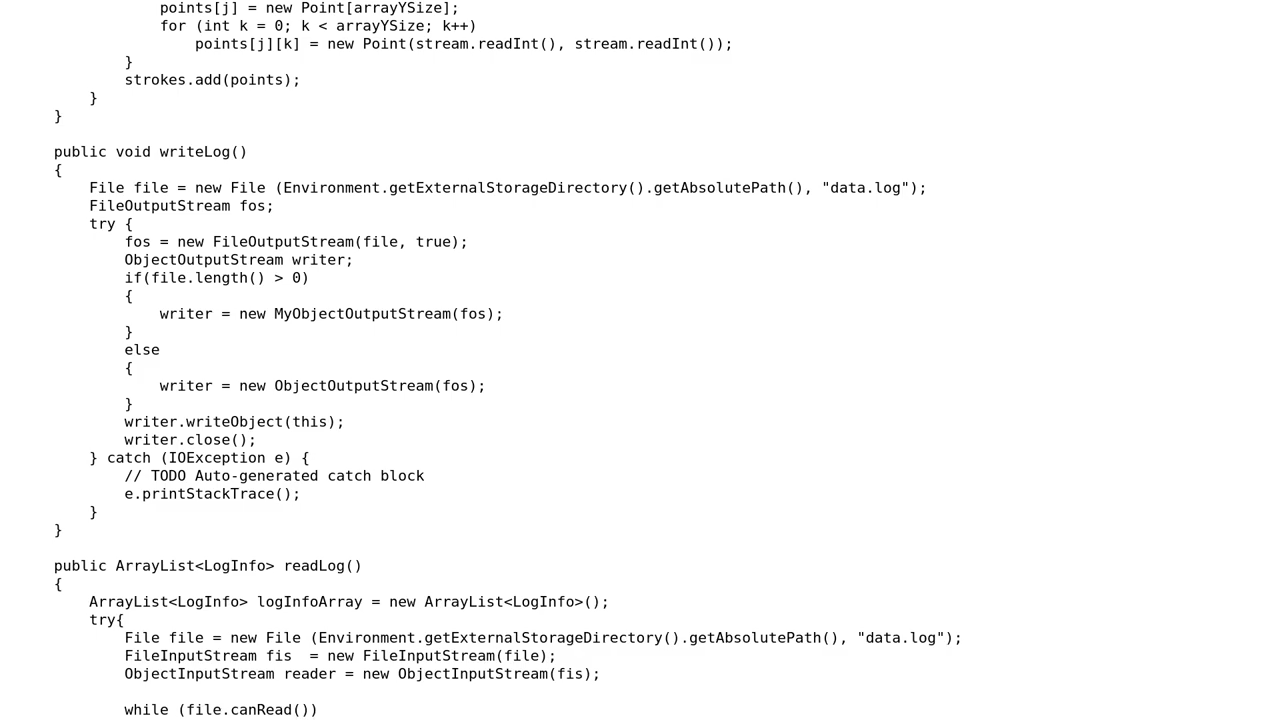 points[j] = new Point[arrayYSize];
for (int k = 0; k < arrayYSize; k++)
points[j][k] = new Point(stream.readInt(), stream.readInt());
}
strokes.add(points);
}
}
public void writeLog()
{
File file = new File (Environment.getExternalStorageDirectory().getAbsolutePath(), "data.log");
FileOutputStream fos;
try {
fos = new FileOutputStream(file, true);
ObjectOutputStream writer;
if(file.length() > 0)
{
writer = new MyObjectOutputStream(fos);
}
else
{
writer = new ObjectOutputStream(fos);
}
writer.writeObject(this);
writer.close();
} catch (IOException e) {
// TODO Auto-generated catch block
e.printStackTrace();
}
}
public ArrayList<LogInfo> readLog()
{
ArrayList<LogInfo> logInfoArray = new ArrayList<LogInfo>();
try{
File file = new File (Environment.getExternalStorageDirectory().getAbsolutePath(), "data.log");
FileInputStream fis  = new FileInputStream(file);
ObjectInputStream reader = new ObjectInputStream(fis);
while (file.canRead())